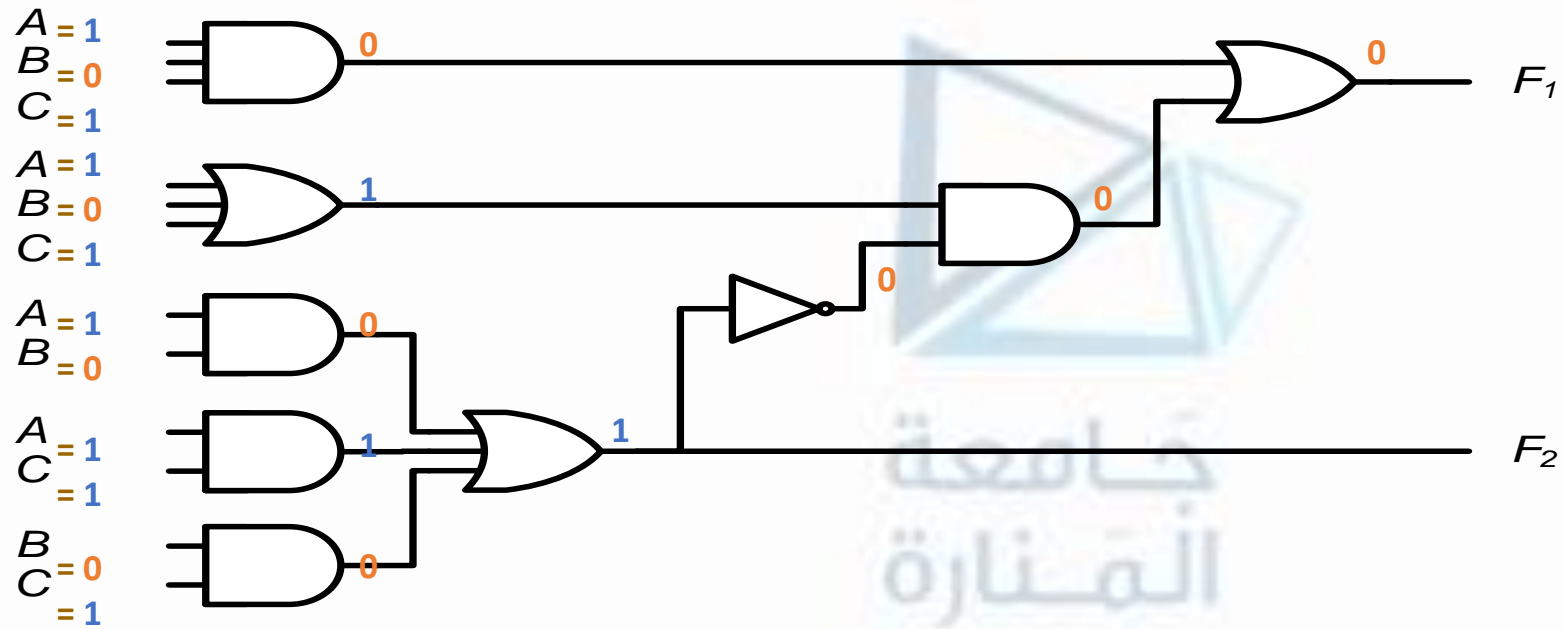 A = 1
B = 0
C = 1
0
0
F1
A = 1
B = 0
C = 1
1
0
0
A = 1
B = 0
0
A = 1
C = 1
1
1
F2
B = 0
C = 1
0
جامعة
المنارة